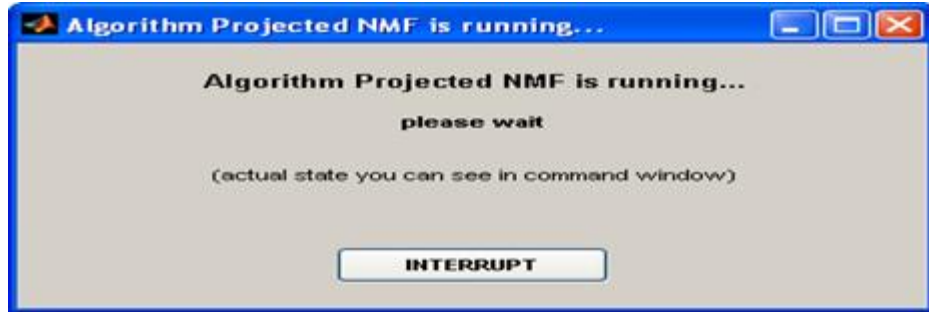 Algorithm Projected NMF is running...
Algorithm Projected NMF is running...
please wait
(actual state you can see in command window)
INTERRUPT